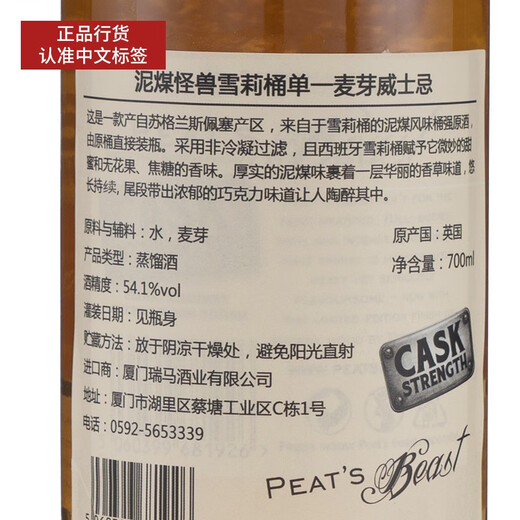 正品行货
认准中文标签
泥煤怪兽雪莉桶单一麦芽威士忌
这是一款产自苏格兰斯佩塞产区，来自于雪莉桶的泥煤风味桶强原酒，
由原桶直接装瓶。采用非冷凝过滤，且西班牙雪莉桶赋予它微妙的甜
蜜和无花果、焦糖的香味。厚实的泥煤味裹着一层华丽的香草味道，悠
长持续, 尾段带出浓郁的巧克力味道让人陶醉其中。
原料与辅料：水，麦芽
原产国：英国
产品类型：蒸馏酒
净含量：700ml
酒精度：54.1%vol
灌装日期：见瓶身
贮藏方法：放于阴凉干燥处，避免阳光直射
进口商：厦门瑞马酒业有限公司
地址：厦门市湖里区蔡塘工业区C栋1号
电话：0592-5653339
CASK
STRENGTH
PEAT'S Beast